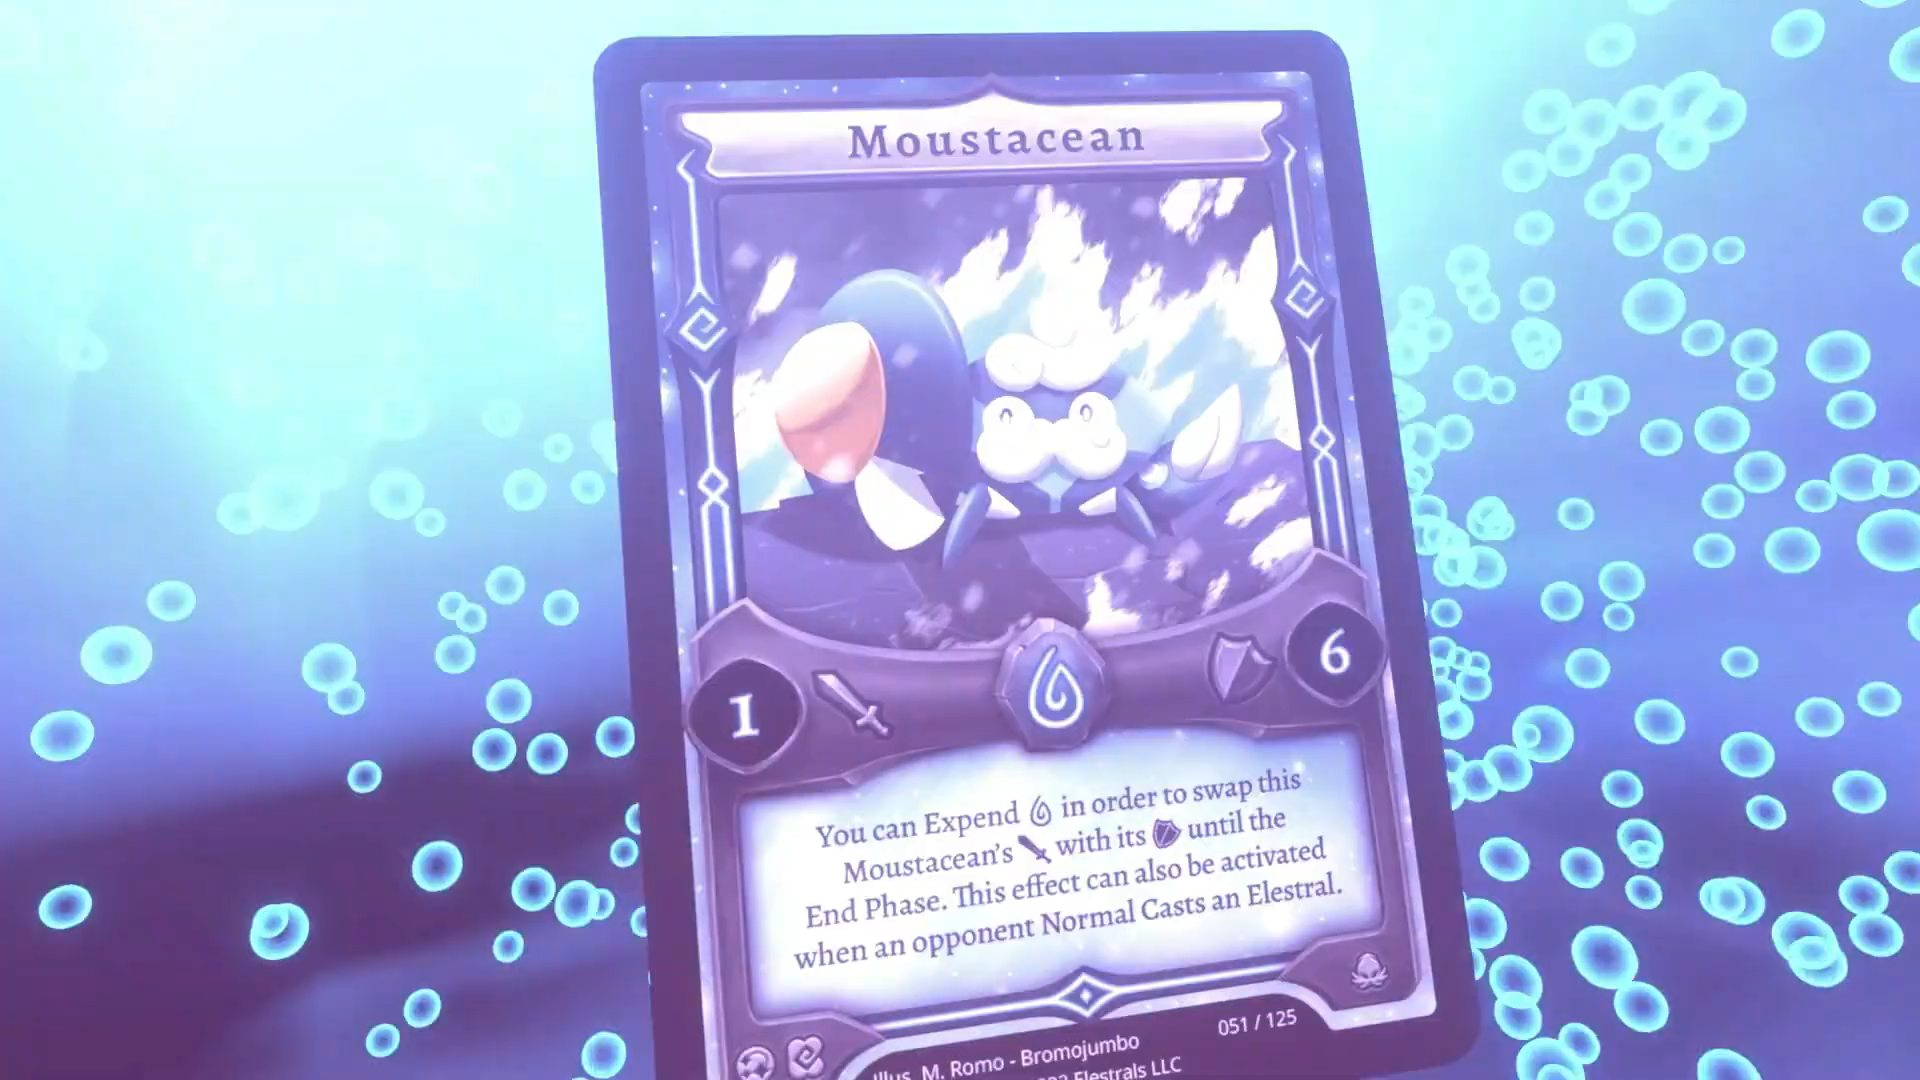 Moustacean
1
6
You can Expend in order to swap this
Moustacean's with its until the
End Phase. This effect can also be activated
when an opponent Normal Casts an Elestral.
051 / 125
Illus. M. Romo - Bromojumbo
Elestrals LLC